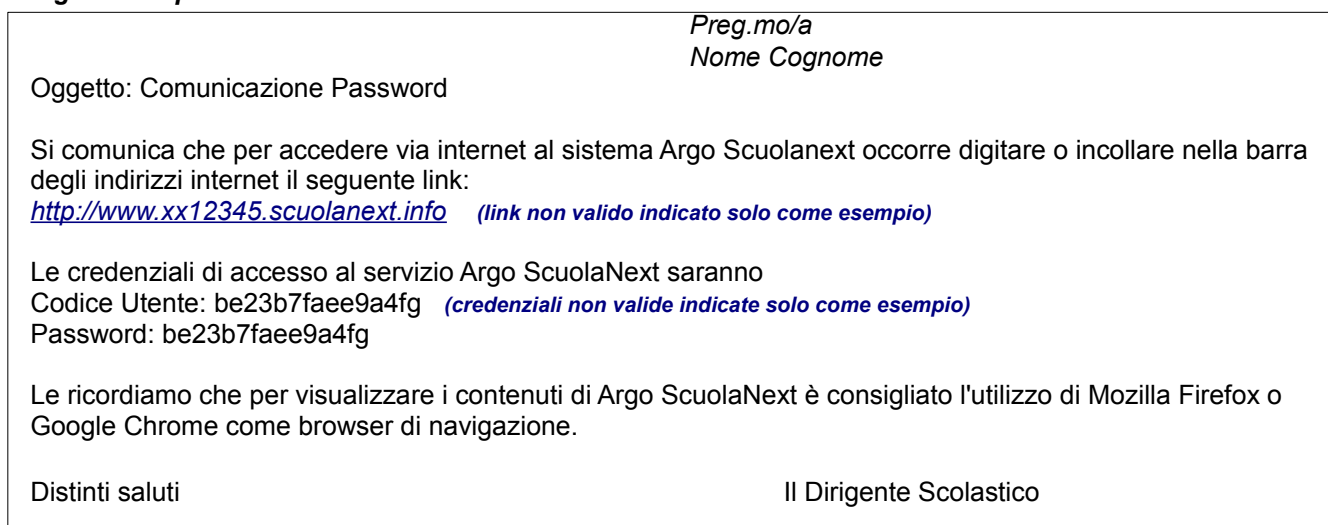 Preg.mo/a
Nome Cognome
Oggetto: Comunicazione Password
Si comunica che per accedere via internet al sistema Argo Scuolanext occorre digitare o incollare nella barra
degli indirizzi internet il seguente link:
http://www.xx12345.scuolanext.info (link non valido indicato solo come esempio)
Le credenziali di accesso al servizio Argo ScuolaNext saranno
Codice Utente: be23b7faee9a4fg (credenziali non valide indicate solo come esempio)
Password: be23b7faee9a4fg
Le ricordiamo che per visualizzare i contenuti di Argo ScuolaNext è consigliato l'utilizzo di Mozilla Firefox o
Google Chrome come browser di navigazione.
Distinti saluti Il Dirigente Scolastico